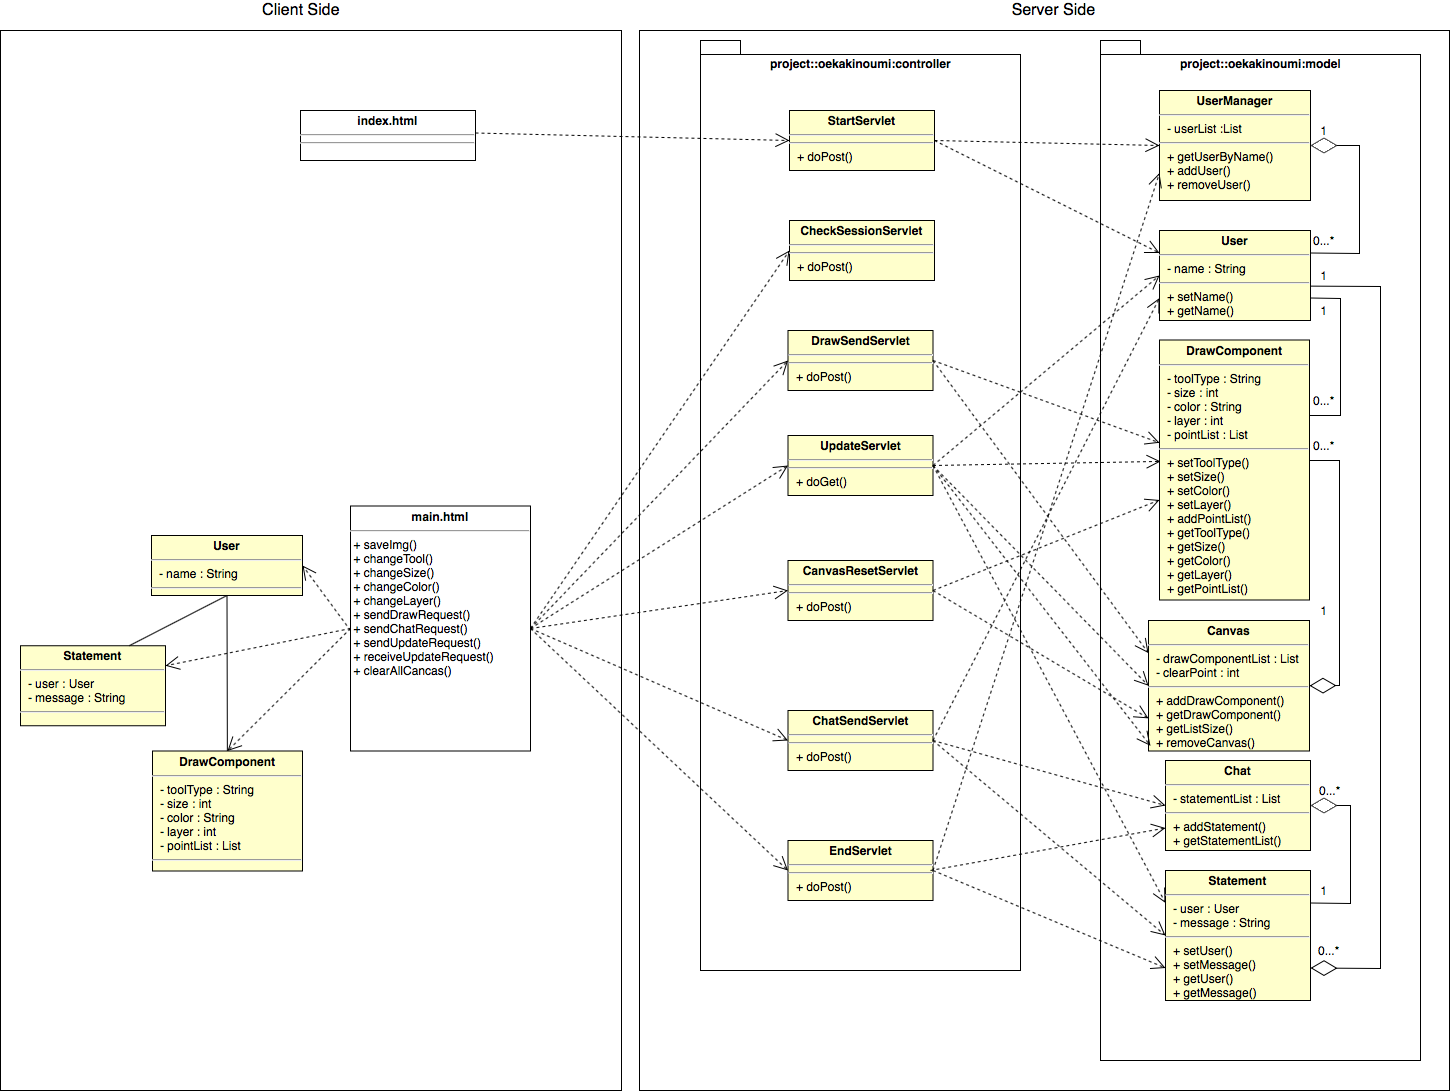 Client Side
Server Side
index.html
User
- name : String
Statement
- user : User
- message : String
DrawComponent
- toolType : String
- size : int
- color : String
- layer : int
- pointList : List
main.html
+ saveImg()
+ changeTool()
+ changeSize()
+ changeColor()
+ changeLayer()
+ sendDrawRequest()
+ sendChatRequest()
+ sendUpdateRequest()
+ receiveUpdateRequest()
+ clearAllCancas()
project::oekakinoumi:controller
StartServlet
+ doPost()
CheckSessionServlet
+ doPost()
DrawSendServlet
+ doPost()
UpdateServlet
+ doGet()
CanvasResetServlet
+ doPost()
ChatSendServlet
+ doPost()
EndServlet
+ doPost()
project::oekakinoumi:model
UserManager
- userList :List
+ getUserByName()
+ addUser()
+ removeUser()
1
0...*
User
- name : String
+ setName()
+ getName()
1
1
DrawComponent
- toolType : String
- size : int
- color : String
- layer : int
- pointList : List
+ setToolType()
+ setSize()
+ setColor()
+ setLayer()
+ addPointList()
+ getToolType()
+ getSize()
+ getColor()
+ getLayer()
+ getPointList()
0...*
0...*
1
Canvas
- drawComponentList : List
- clearPoint : int
+ addDrawComponent()
+ getDrawComponent()
+ getListSize()
+ removeCanvas()
Chat
- statementList : List
+ addStatement()
+ getStatementList()
0...*
1
Statement
- user : User
- message : String
+ setUser()
+ setMessage()
+ getUser()
+ getMessage()
0...*